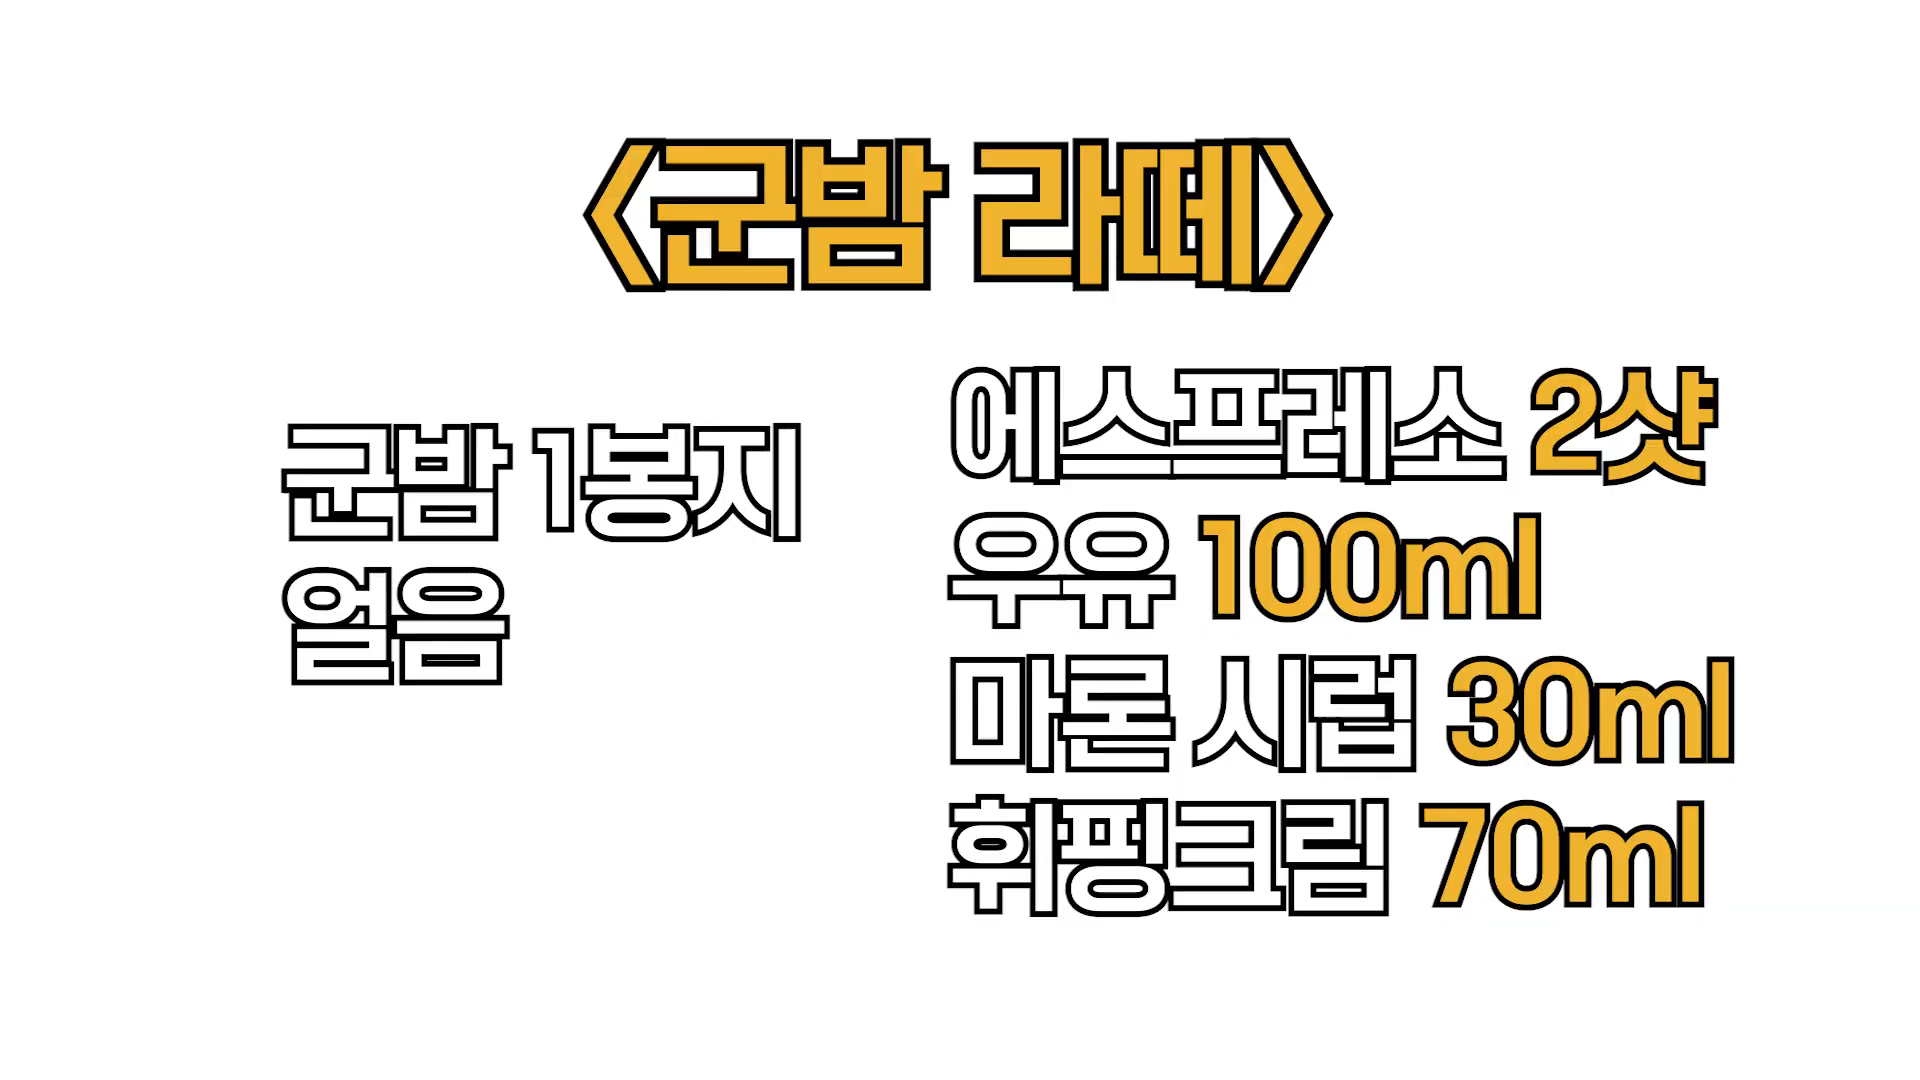 <군밤 라떼>
군밤 1봉지
얼음
에스프레소 2샷
우유 100ml
마론 시럽 30ml
휘핑크림 70ml